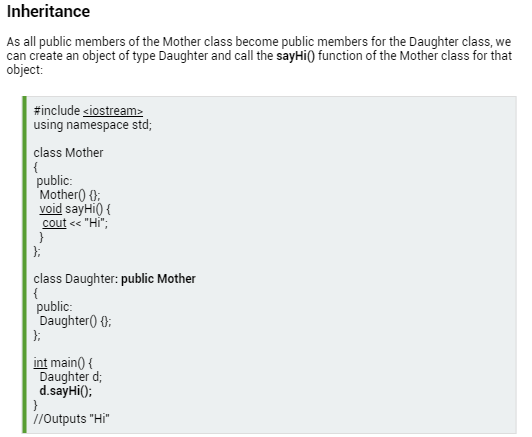 Inheritance
As all public members of the Mother class become public members for the Daughter class, we
can create an object of type Daughter and call the sayHi() function of the Mother class for that
object:
#include <iostream>
using namespace std;
class Mother
{
public:
Mother() {};
void sayHi() {
cout << "Hi";
}
};
class Daughter: public Mother
{
public:
Daughter() {};
};
int main() {
Daughter d;
d.sayHi();
}
//Outputs "Hi"